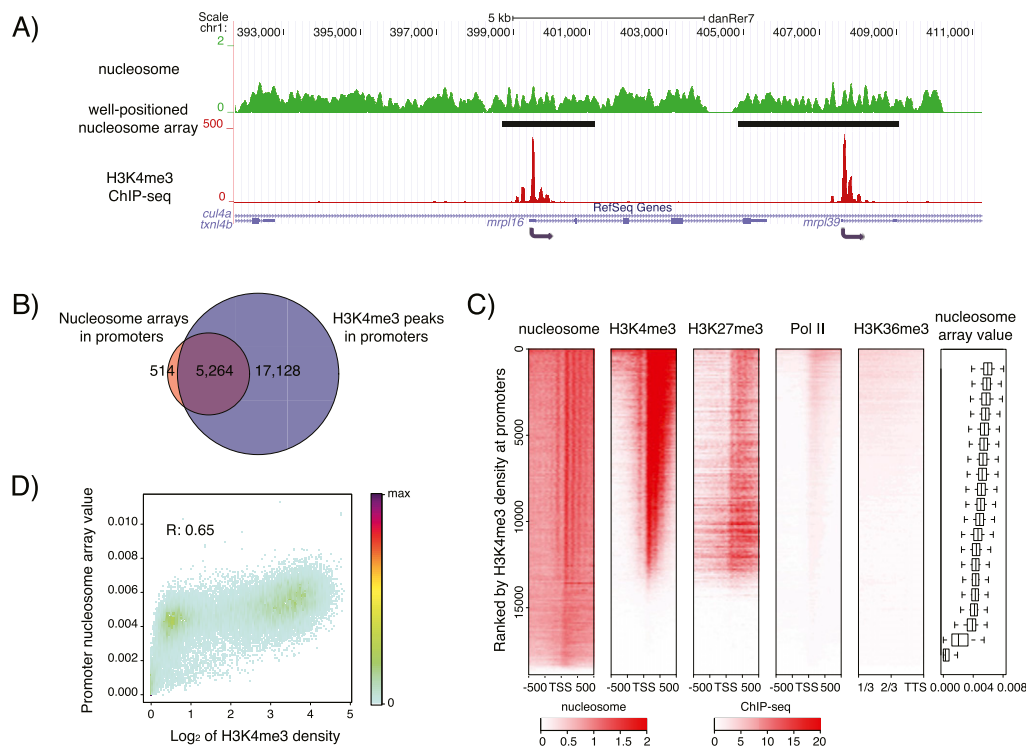 A)
Scale
5 kb
danRer7
chr1:
393,000
395,000
397,000
399,000
401,000
403,000
405,000
407,000
409,000
411,000
2
nucleosome
0
well-positioned
nucleosome array
500
H3K4me3
ChIP-seq
0
RefSeq Genes
cul4a
txnl4b
mrpl16
mrpl39
B)
Nucleosome arrays
in promoters
H3K4me3 peaks
in promoters
514
5,264
17,128
C)
nucleosome
H3K4me3
H3K27me3
Pol II
H3K36me3
nucleosome
array value
Ranked by H3K4me3 density at promoters
0
5000
10000
15000
-500 TSS 500
-500 TSS 500
-500 TSS 500
-500 TSS 500
1/3 2/3 TTS
0.000 0.004 0.008
nucleosome
0 0.5 1 1.5 2
ChIP-seq
0 5 10 15 20
D)
Promoter nucleosome array value
0.010
0.008
0.006
0.004
0.002
0.000
R: 0.65
0 1 2 3 4 5
Log2 of H3K4me3 density
max
0